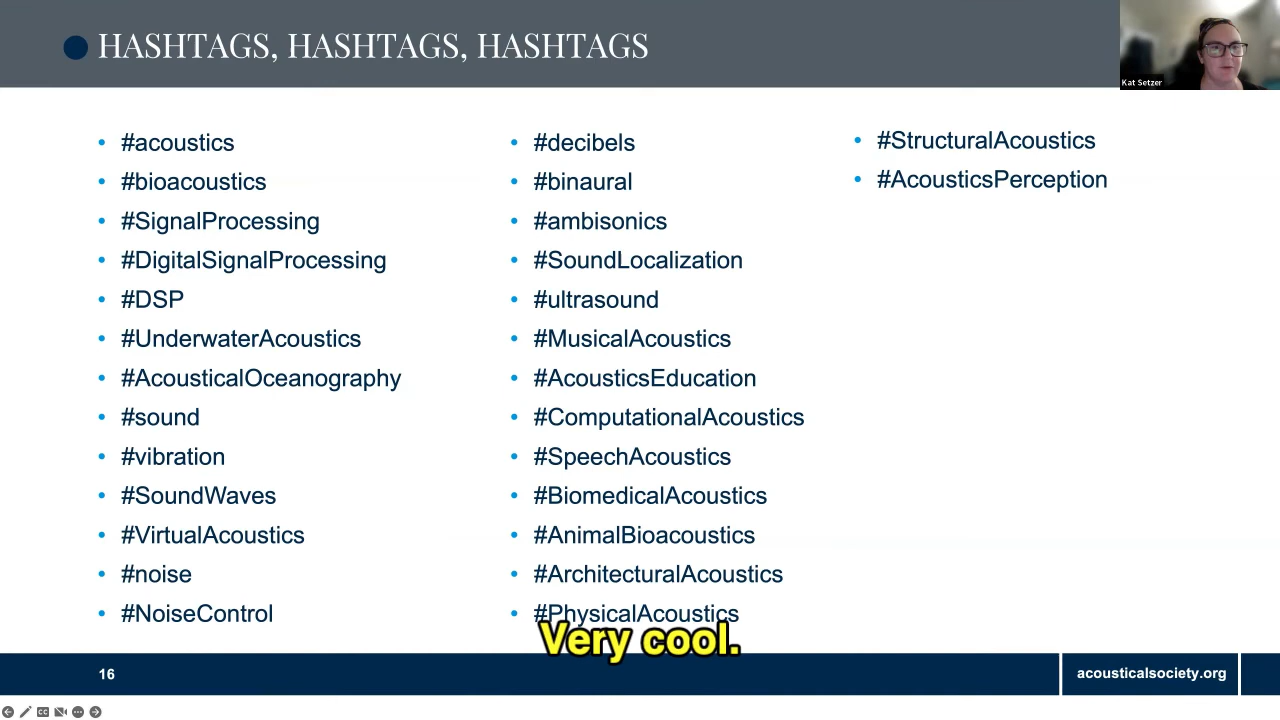 HASHTAGS, HASHTAGS, HASHTAGS
Kat Setzer
#acoustics
#bioacoustics
#SignalProcessing
#DigitalSignalProcessing
#DSP
#UnderwaterAcoustics
#AcousticalOceanography
#sound
#vibration
#SoundWaves
#VirtualAcoustics
#noise
#NoiseControl
#decibels
#binaural
#ambisonics
#SoundLocalization
#ultrasound
#MusicalAcoustics
#AcousticsEducation
#ComputationalAcoustics
#SpeechAcoustics
#BiomedicalAcoustics
#AnimalBioacoustics
#ArchitecturalAcoustics
#PhysicalAcoustics
#StructuralAcoustics
#AcousticsPerception
Very cool.
16
acousticalsociety.org
CC